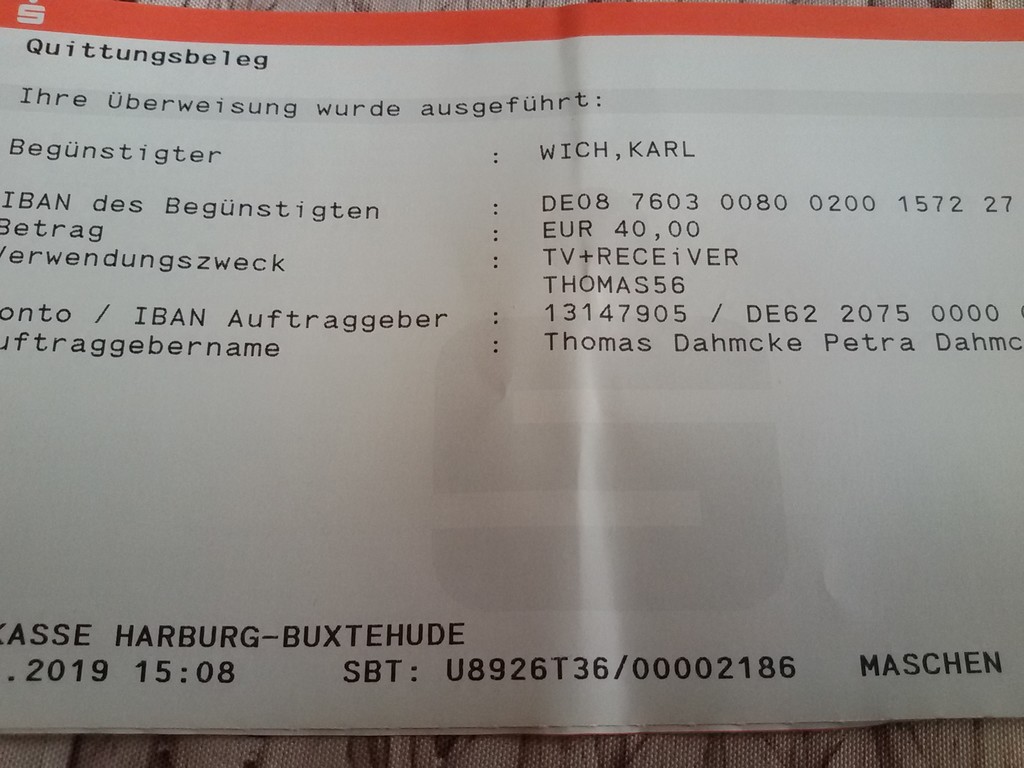 Quittungsbeleg
Ihre Überweisung wurde ausgeführt:
Begünstigter : WICH,KARL
IBAN des Begünstigten : DE08 7603 0080 0200 1572 27
Betrag : EUR 40,00
Verwendungszweck : TV+RECEiVER
THOMAS56
onto / IBAN Auftraggeber : 13147905 / DE62 2075 0000
uftraggebername : Thomas Dahmcke Petra Dahmc
KASSE HARBURG-BUXTEHUDE
.2019 15:08 SBT: U8926T36/00002186 MASCHEN